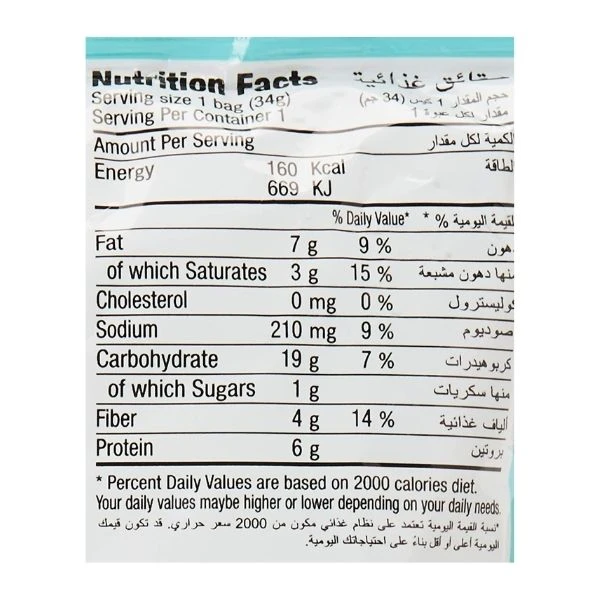 Nutrition Facts حقائق غذائية
Serving size 1 bag (34g) حجم المقدار 1 كيس (34 جم)
Serving Per Container 1 مقدار لكل عبوة 1
Amount Per Serving الكمية لكل مقدار
Energy 160 Kcal الطاقة
669 KJ
% Daily Value* القيمة اليومية % *
Fat 7 g 9 % دهون
of which Saturates 3 g 15 % منها دهون مشبعة
Cholesterol 0 mg 0 % كوليسترول
Sodium 210 mg 9 % صوديوم
Carbohydrate 19 g 7 % كربوهيدرات
of which Sugars 1 g منها سكريات
Fiber 4 g 14 % ألياف غذائية
Protein 6 g بروتين
* Percent Daily Values are based on 2000 calories diet.
Your daily values maybe higher or lower depending on your daily needs.
*نسبة القيمة اليومية تعتمد على نظام غذائي مكون من 2000 سعر حراري. قد تكون قيمك
اليومية أعلى أو أقل بناءً على احتياجاتك اليومية.